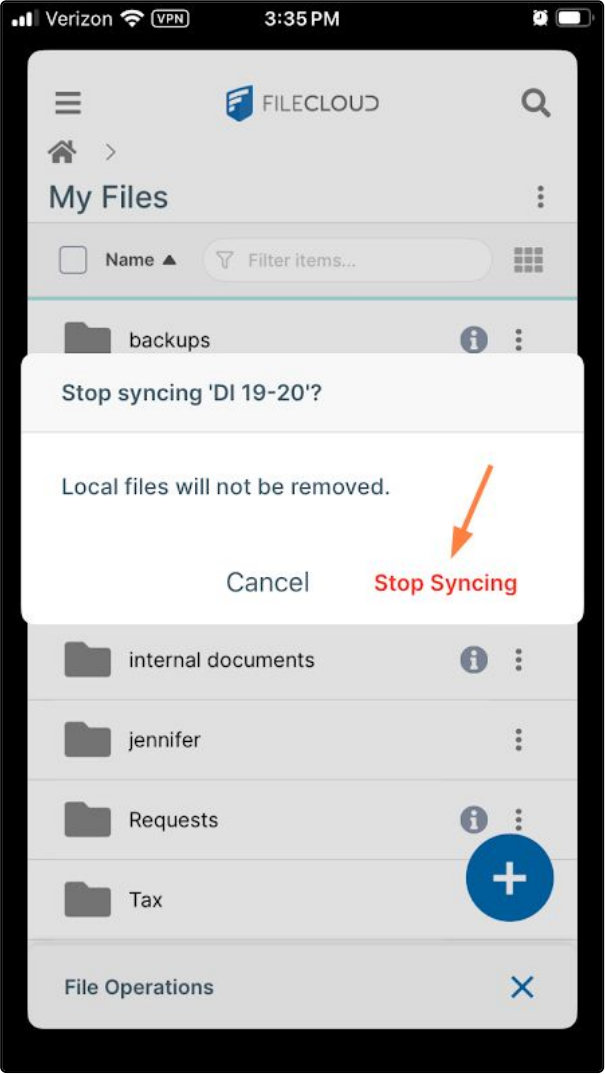 Verizon VPN 3:35 PM
FILECLOUD
My Files
Name Filter items...
backups
Stop syncing 'DI 19-20'?
Local files will not be removed.
Cancel Stop Syncing
internal documents
jennifer
Requests
Tax
File Operations